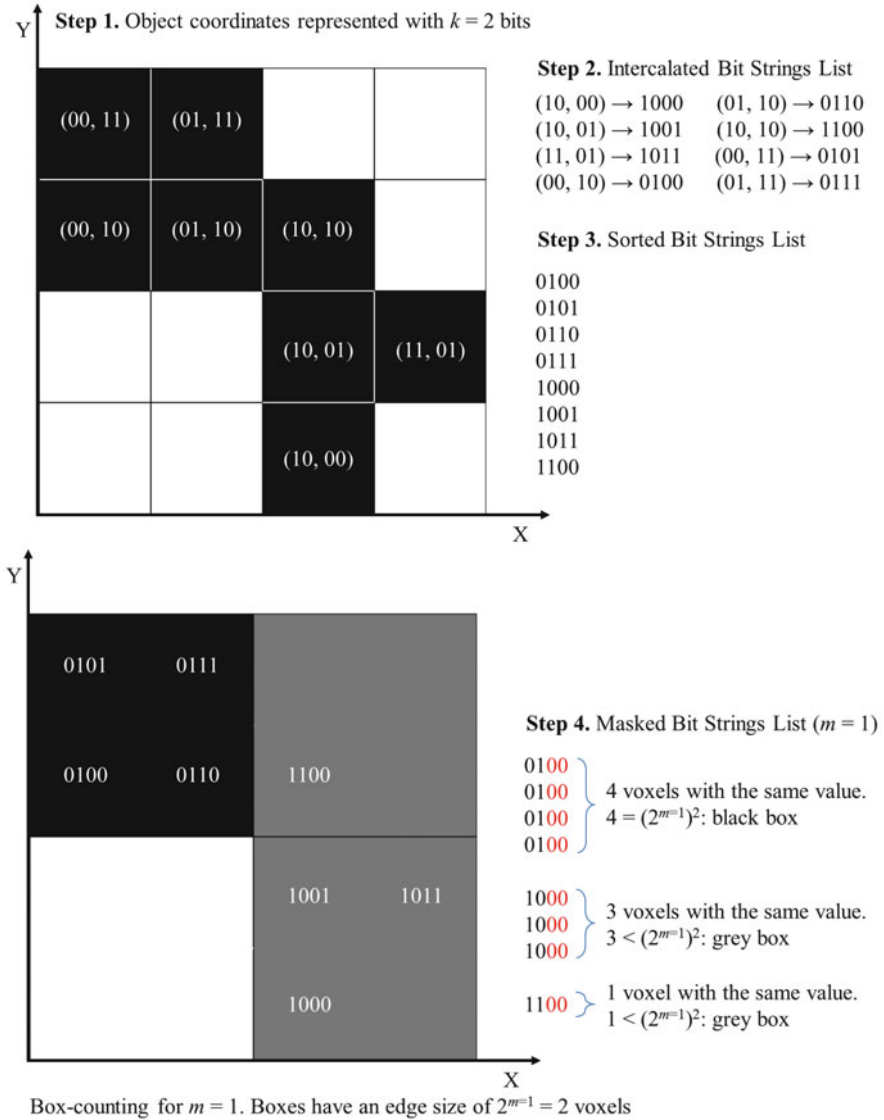 Y
Step 1. Object coordinates represented with k = 2 bits
(00, 11) (01, 11)
(00, 10) (01, 10) (10, 10)
(10, 01) (11, 01)
(10, 00)
X
Step 2. Intercalated Bit Strings List
(10, 00) → 1000 (01, 10) → 0110
(10, 01) → 1001 (10, 10) → 1100
(11, 01) → 1011 (00, 11) → 0101
(00, 10) → 0100 (01, 11) → 0111
Step 3. Sorted Bit Strings List
0100
0101
0110
0111
1000
1001
1011
1100
Y
0101 0111
0100 0110 1100
1001 1011
1000
X
Step 4. Masked Bit Strings List (m = 1)
0100
0100
0100
0100
4 voxels with the same value.
4 = (2^{m=1})²: black box
1000
1000
1000
3 voxels with the same value.
3 < (2^{m=1})²: grey box
1100
1 voxel with the same value.
1 < (2^{m=1})²: grey box
Box-counting for m = 1. Boxes have an edge size of 2^{m=1} = 2 voxels